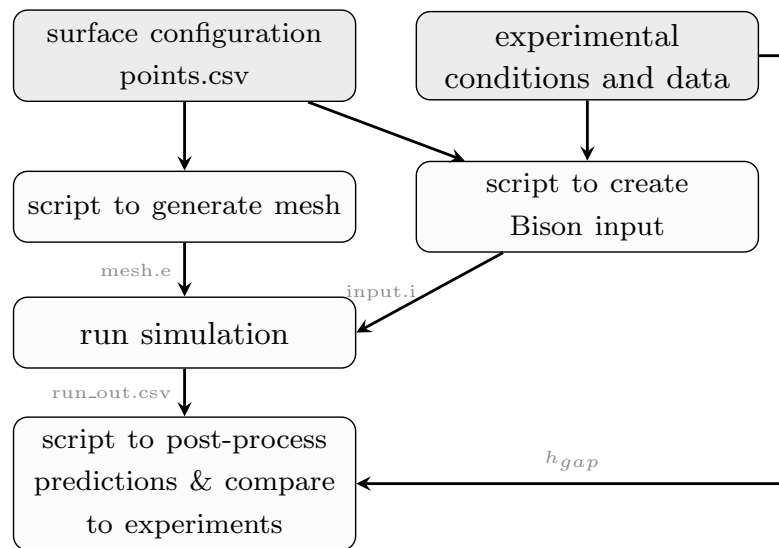 surface configuration
points.csv
experimental
conditions and data
script to generate mesh
script to create
Bison input
mesh.e
input.i
run simulation
run_out.csv
script to post-process
predictions & compare
to experiments
h_gap